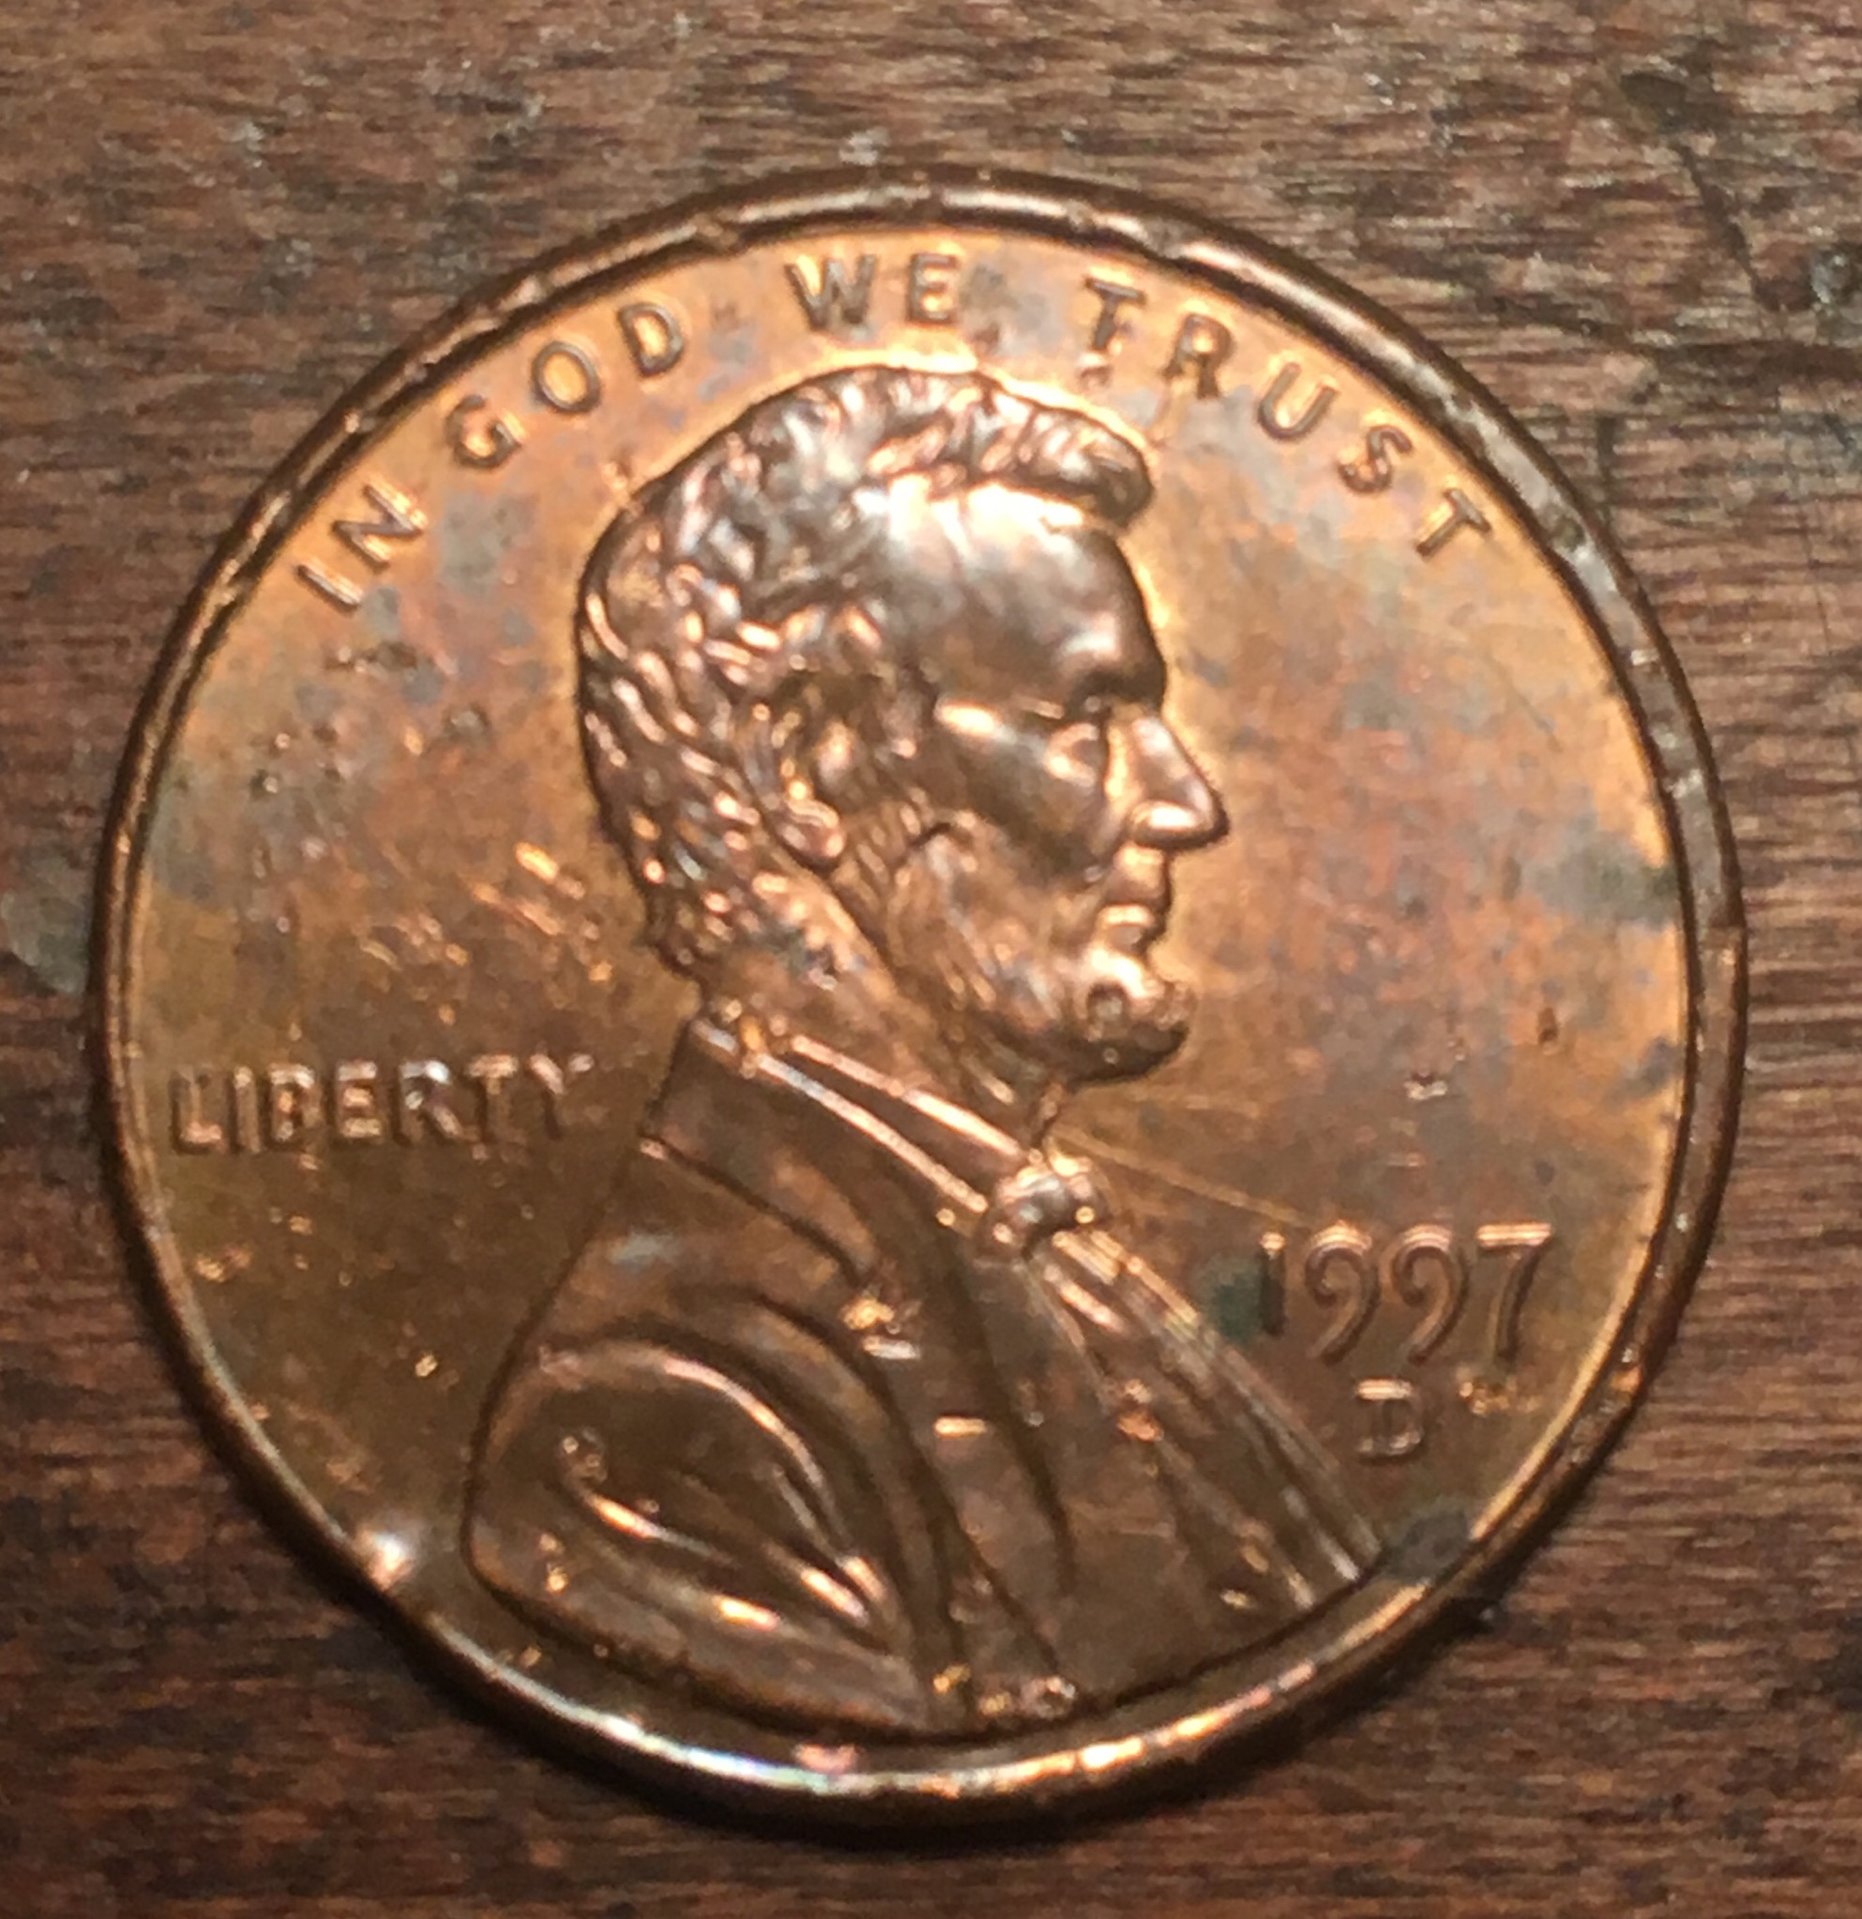 IN GOD WE TRUST
LIBERTY
1997
D